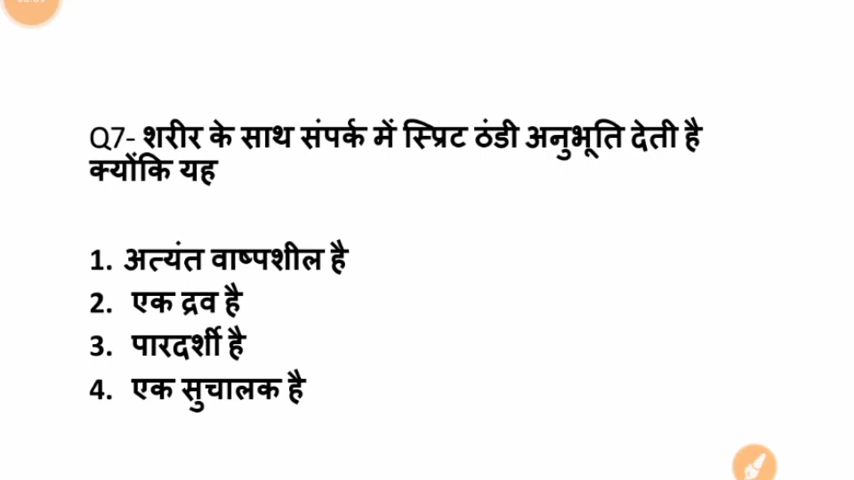 Q7- शरीर के साथ संपर्क में स्प्रिट ठंडी अनुभूति देती है
क्योंकि यह
1. अत्यंत वाष्पशील है
2. एक द्रव है
3. पारदर्शी है
4. एक सुचालक है